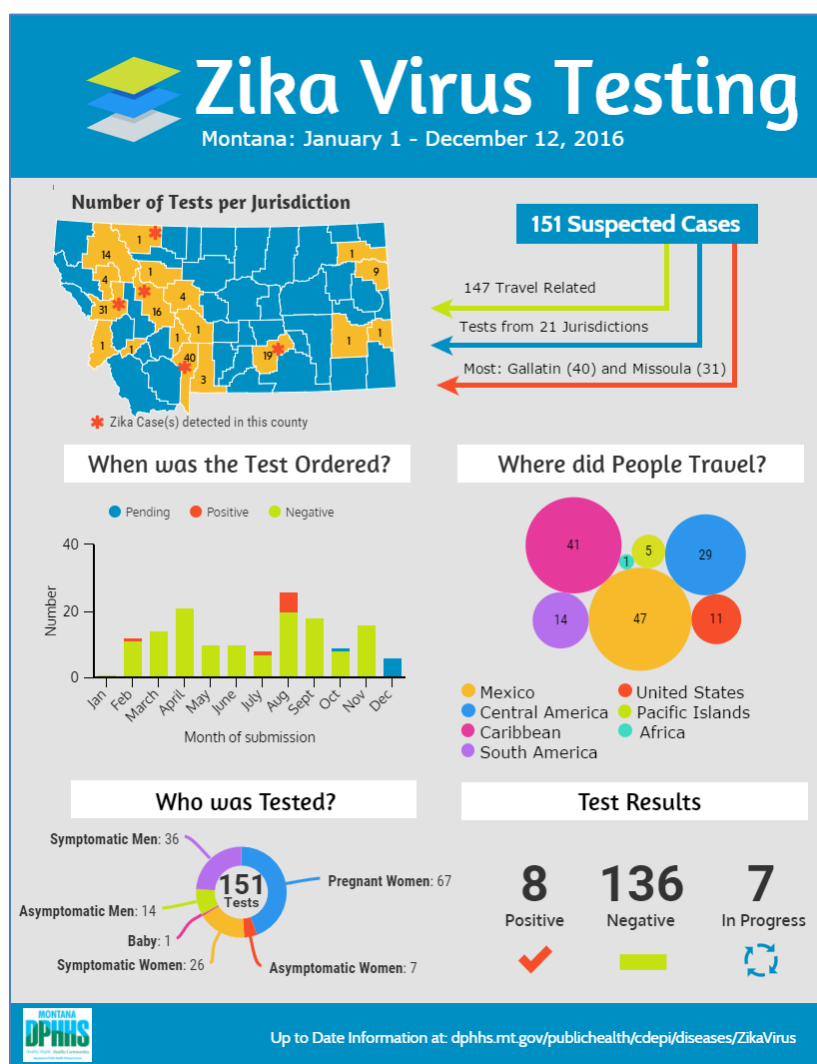 Zika Virus Testing
Montana: January 1 - December 12, 2016
Number of Tests per Jurisdiction
1
14
1
4
4
31
16
1
1
1
1
40
3
19
1
9
1
1
Zika Case(s) detected in this county
151 Suspected Cases
147 Travel Related
Tests from 21 Jurisdictions
Most: Gallatin (40) and Missoula (31)
When was the Test Ordered?
Pending Positive Negative
40
20
0
Number
Jan Feb March April May June July Aug Sept Oct Nov Dec
Month of submission
Where did People Travel?
41
1
5
29
14
47
11
Mexico
Central America
Caribbean
South America
United States
Pacific Islands
Africa
Who was Tested?
Symptomatic Men: 36
Asymptomatic Men: 14
Baby: 1
Symptomatic Women: 26
151
Tests
Pregnant Women: 67
Asymptomatic Women: 7
Test Results
8 136 7
Positive Negative In Progress
MONTANA
DPHHS
Up to Date Information at: dphhs.mt.gov/publichealth/cdepi/diseases/ZikaVirus